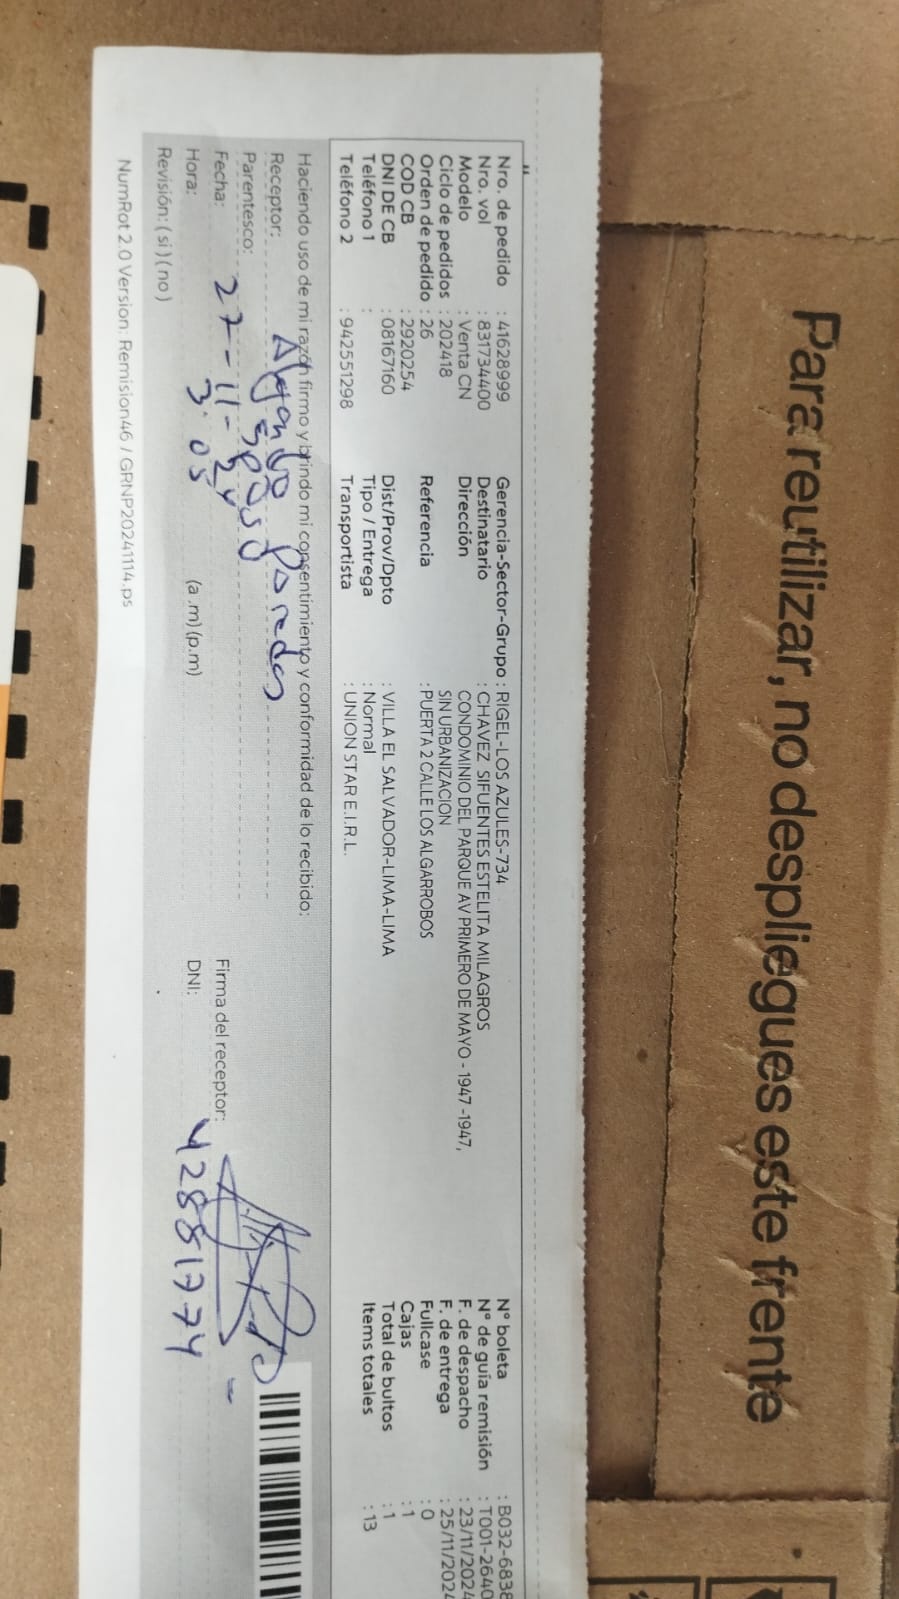 Para reutilizar, no despliegues este frente
Nro. de pedido : 41628999
Nro. vol : 831734400
Modelo : Venta CN
Ciclo de pedidos : 202418
Orden de pedido : 26
COD CB : 2920254
DNI DE CB : 08167160
Teléfono 1 :
Teléfono 2 : 942551298
Gerencia-Sector-Grupo : RIGEL-LOS AZULES-734
Destinatario : CHAVEZ SIFUENTES ESTELITA MILAGROS
Dirección : CONDOMINIO DEL PARQUE AV PRIMERO DE MAYO - 1947 -1947,
SIN URBANIZACION
Referencia : PUERTA 2 CALLE LOS ALGARROBOS
Dist/Prov/Dpto : VILLA EL SALVADOR-LIMA-LIMA
Tipo / Entrega : Normal
Transportista : UNION STAR E.I.R.L.
N° boleta : B032-6838
N° de guia remisión : T001-2640
F. de despacho : 23/11/2024
F. de entrega : 25/11/2024
Fullcase : 0
Cajas : 1
Total de bultos : 1
Items totales : 13
Haciendo uso de mi razón firmo y brindo mi consentimiento y conformidad de lo recibido:
Receptor: Alejandro Paredes
Parentesco: Esposo
Fecha: 27-11-24
Firma del receptor:
Hora: 3:05 (a .m) (p.m)
DNI: 42881774
Revisión: ( si ) ( no )
NumRot 2.0 Version: Remision46 / GRNP20241114.ps